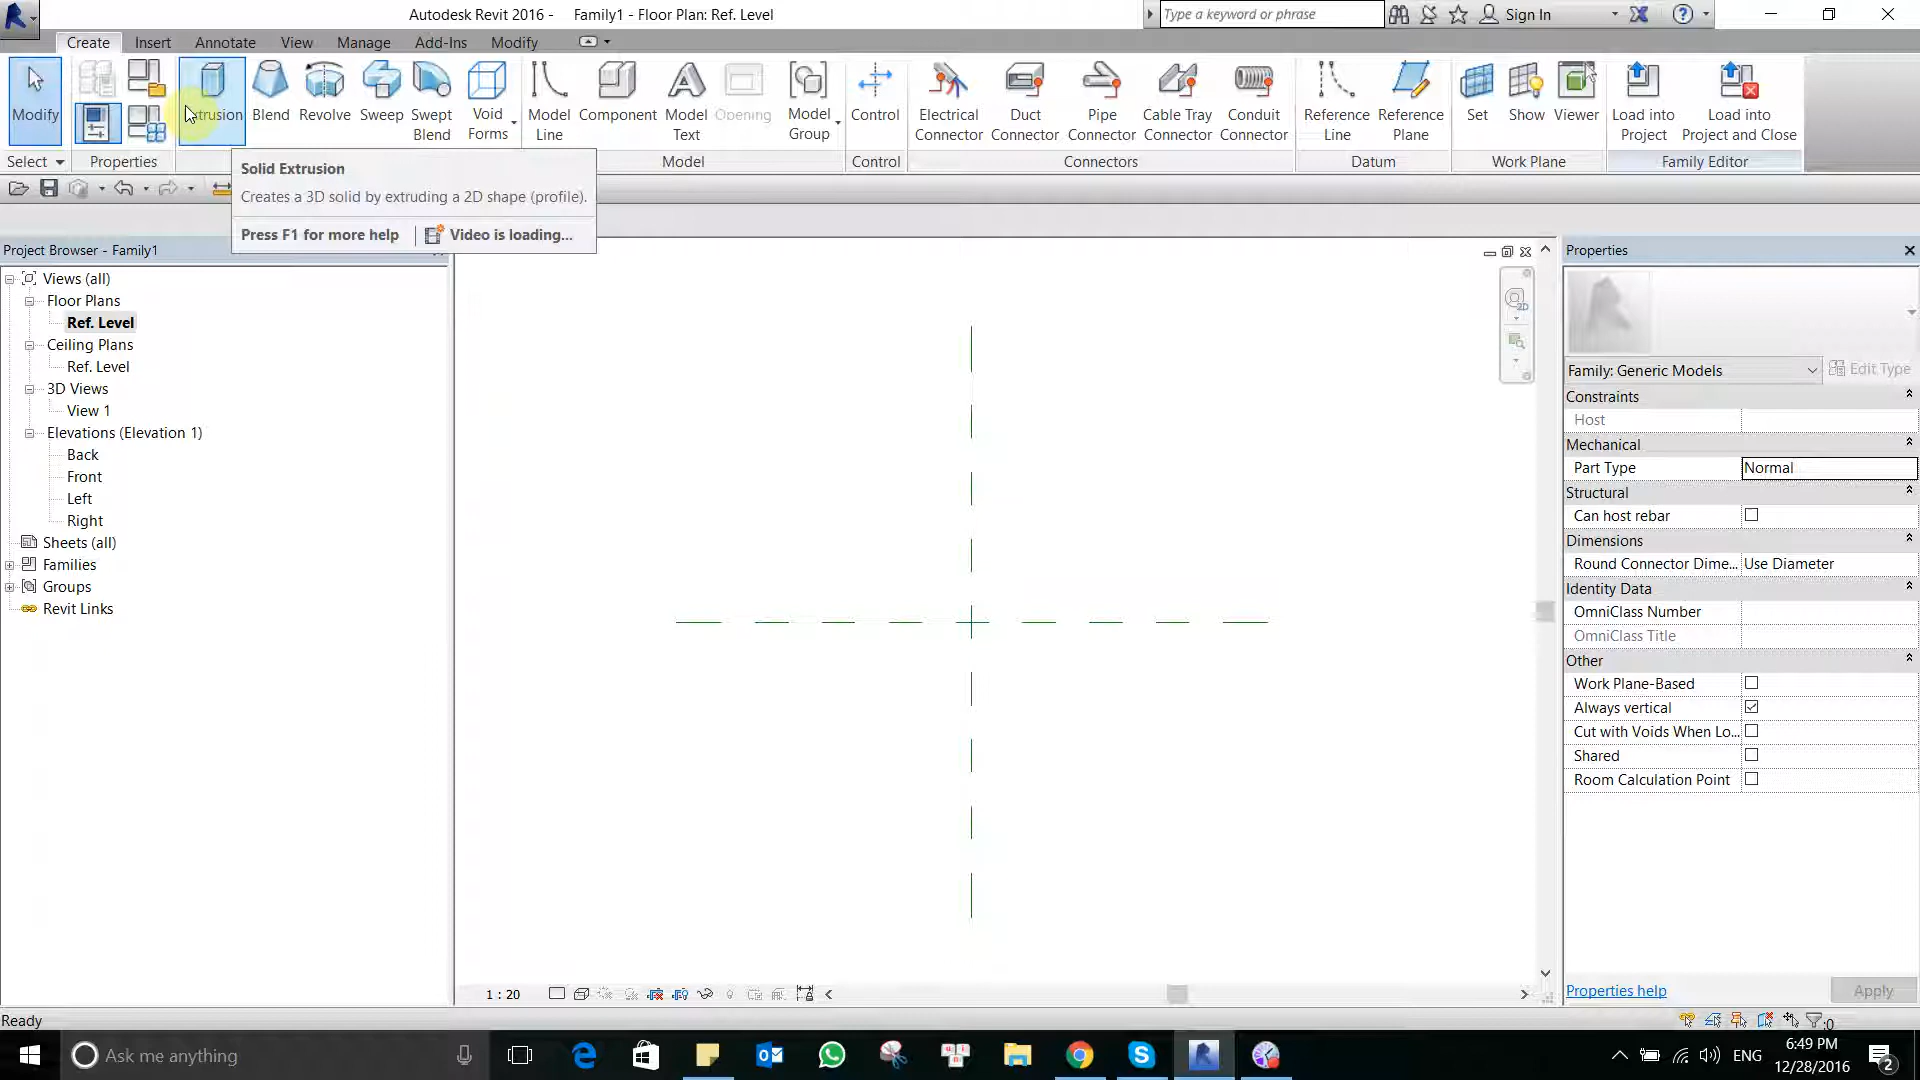 Autodesk Revit 2016 - Family1 - Floor Plan: Ref. Level
Type a keyword or phrase
Sign In
Create Insert Annotate View Manage Add-Ins Modify
Modify
Extrusion Blend Revolve Sweep Swept Blend Void Forms
Model Line Component Model Text Opening Model Group
Control
Electrical Connector Duct Connector Pipe Connector Cable Tray Connector Conduit Connector
Reference Line Reference Plane
Set Show Viewer
Load into Project Load into Project and Close
Select Properties Model Control Connectors Datum Work Plane Family Editor
Solid Extrusion
Creates a 3D solid by extruding a 2D shape (profile).
Press F1 for more help Video is loading...
Project Browser - Family1
Views (all)
Floor Plans
Ref. Level
Ceiling Plans
Ref. Level
3D Views
View 1
Elevations (Elevation 1)
Back
Front
Left
Right
Sheets (all)
Families
Groups
Revit Links
2D
Properties
Family: Generic Models
Edit Type
Constraints
Host
Mechanical
Part Type Normal
Structural
Can host rebar
Dimensions
Round Connector Dime... Use Diameter
Identity Data
OmniClass Number
OmniClass Title
Other
Work Plane-Based
Always vertical
Cut with Voids When Lo...
Shared
Room Calculation Point
Properties help
Apply
1 : 20
Ready
:0
Ask me anything
ENG
6:49 PM
12/28/2016
2